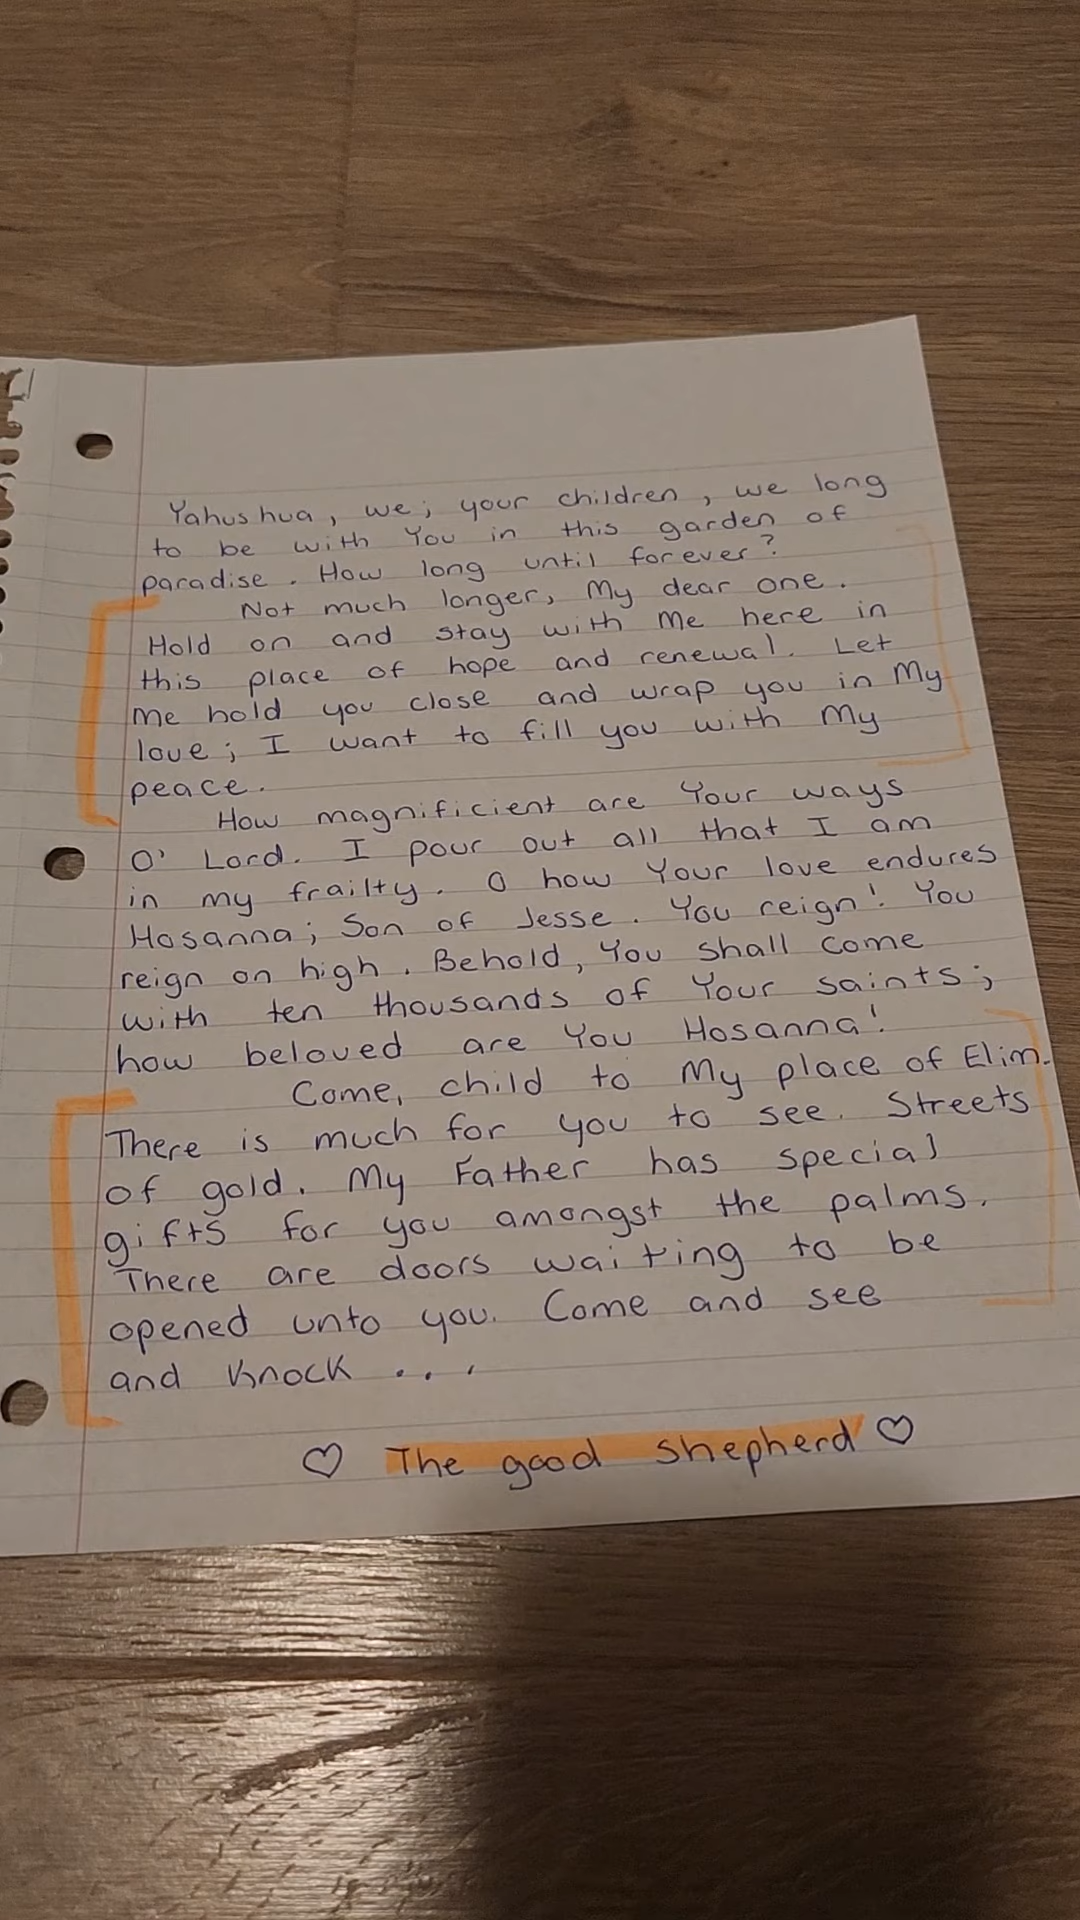 Yahushua, we; your children, we long
to be with You in this garden of
paradise. How long until forever?
Not much longer, My dear one.
Hold on and stay with Me here in
this place of hope and renewal. Let
Me hold you close and wrap you in My
love; I want to fill you with My
peace.
How magnificient are Your ways
O' Lord. I pour out all that I am
in my frailty. O how Your love endures
Hosanna; Son of Jesse. You reign! You
reign on high. Behold, You shall come
with ten thousands of Your saints;
how beloved are You Hosanna!
Come, child to My place of Elim.
There is much for you to see. Streets
of gold. My Father has special
gifts for you amongst the palms.
There are doors waiting to be
opened unto you. Come and see
and knock ...
♡ The good shepherd ♡